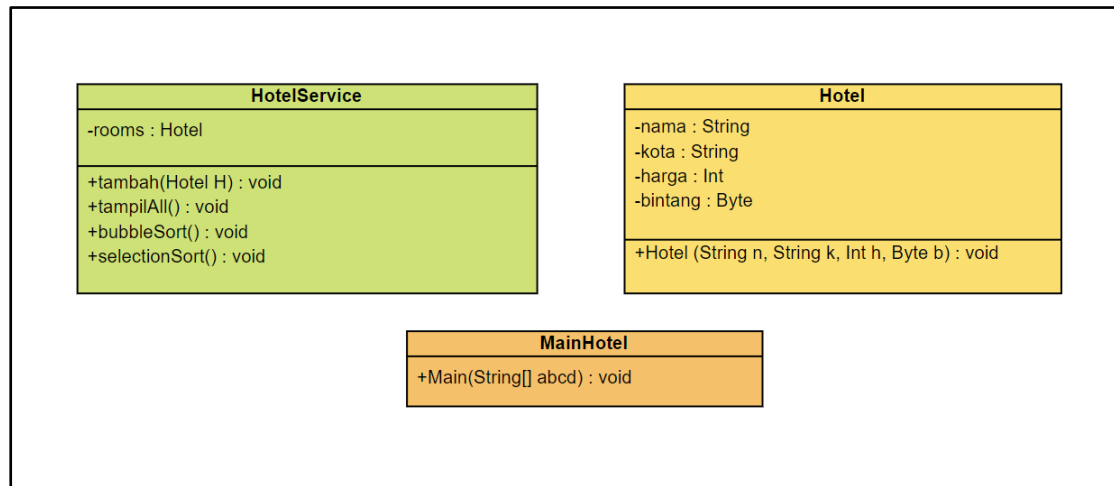 HotelService
-rooms : Hotel
+tambah(Hotel H) : void
+tampilAll() : void
+bubbleSort() : void
+selectionSort() : void
Hotel
-nama : String
-kota : String
-harga : Int
-bintang : Byte
+Hotel (String n, String k, Int h, Byte b) : void
MainHotel
+Main(String[] abcd) : void